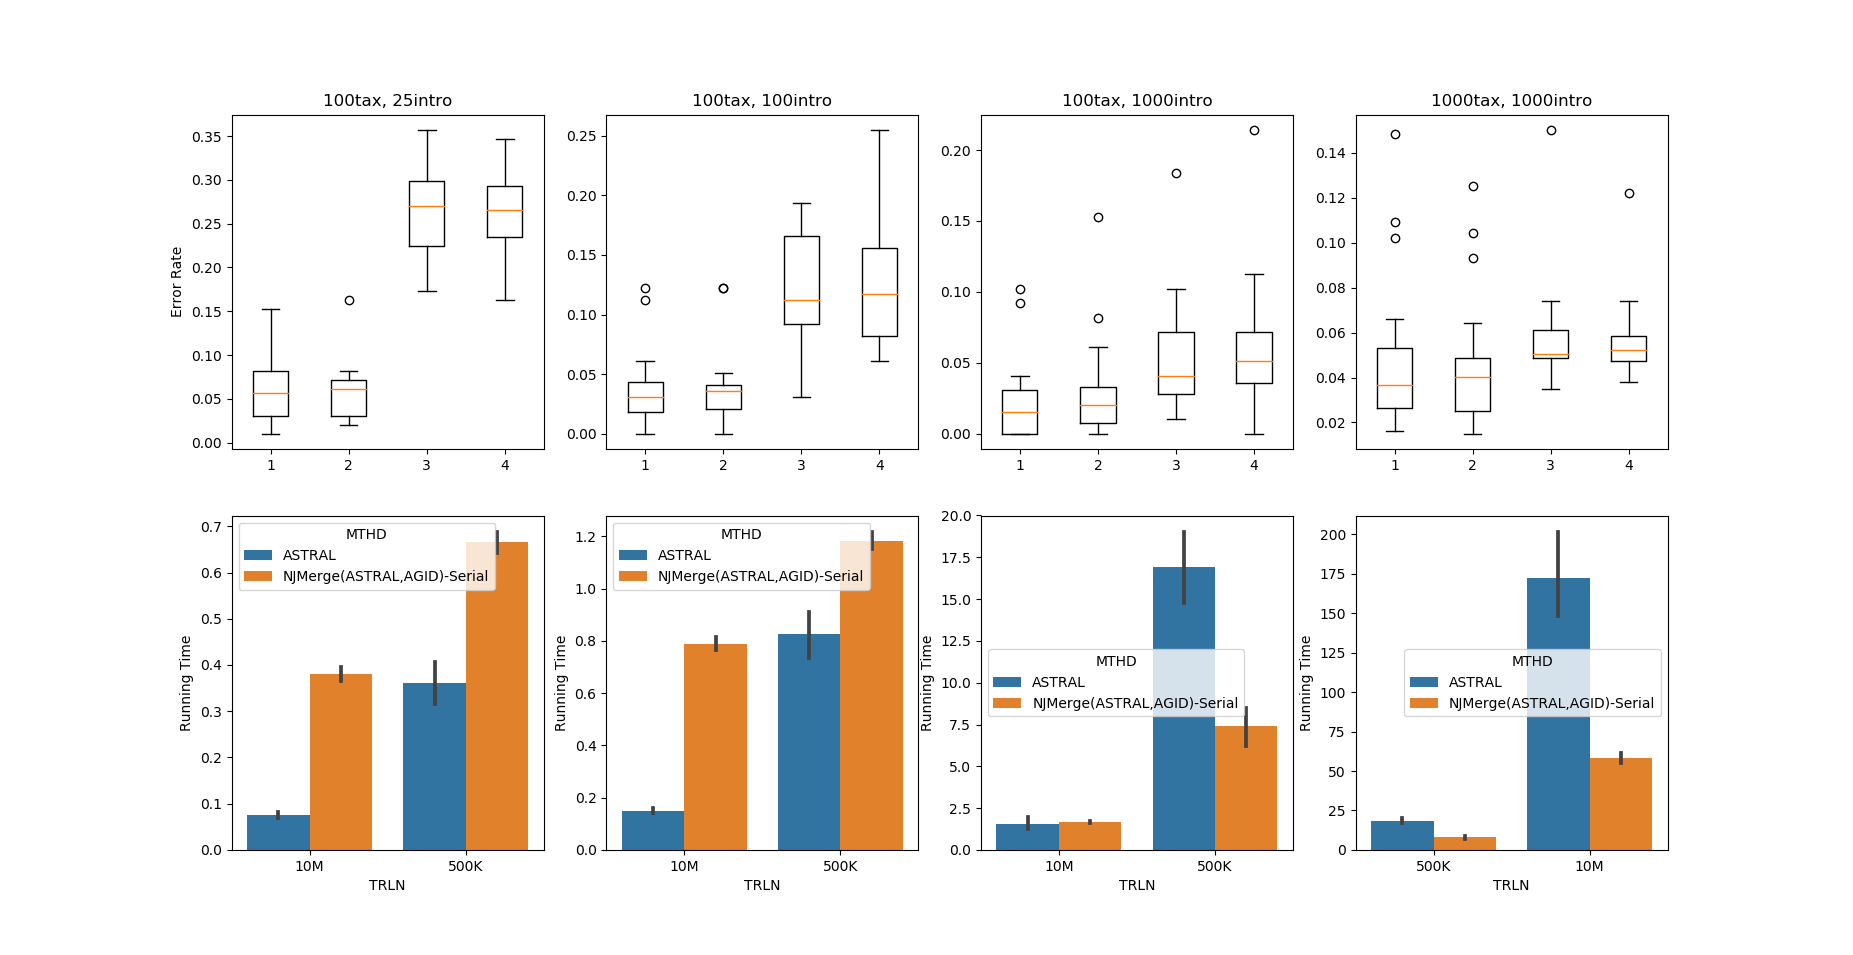 100tax, 25intro
100tax, 100intro
100tax, 1000intro
1000tax, 1000intro
Error Rate
0.35
0.30
0.25
0.20
0.15
0.10
0.05
0.00
1 2 3 4
0.25
0.20
0.15
0.10
0.05
0.00
1 2 3 4
0.20
0.15
0.10
0.05
0.00
1 2 3 4
0.14
0.12
0.10
0.08
0.06
0.04
0.02
1 2 3 4
Running Time
0.7
0.6
0.5
0.4
0.3
0.2
0.1
0.0
MTHD
ASTRAL
NJMerge(ASTRAL,AGID)-Serial
10M 500K
TRLN
Running Time
1.2
1.0
0.8
0.6
0.4
0.2
0.0
MTHD
ASTRAL
NJMerge(ASTRAL,AGID)-Serial
10M 500K
TRLN
Running Time
20.0
17.5
15.0
12.5
10.0
7.5
5.0
2.5
0.0
MTHD
ASTRAL
NJMerge(ASTRAL,AGID)-Serial
10M 500K
TRLN
Running Time
200
175
150
125
100
75
50
25
0
MTHD
ASTRAL
NJMerge(ASTRAL,AGID)-Serial
500K 10M
TRLN